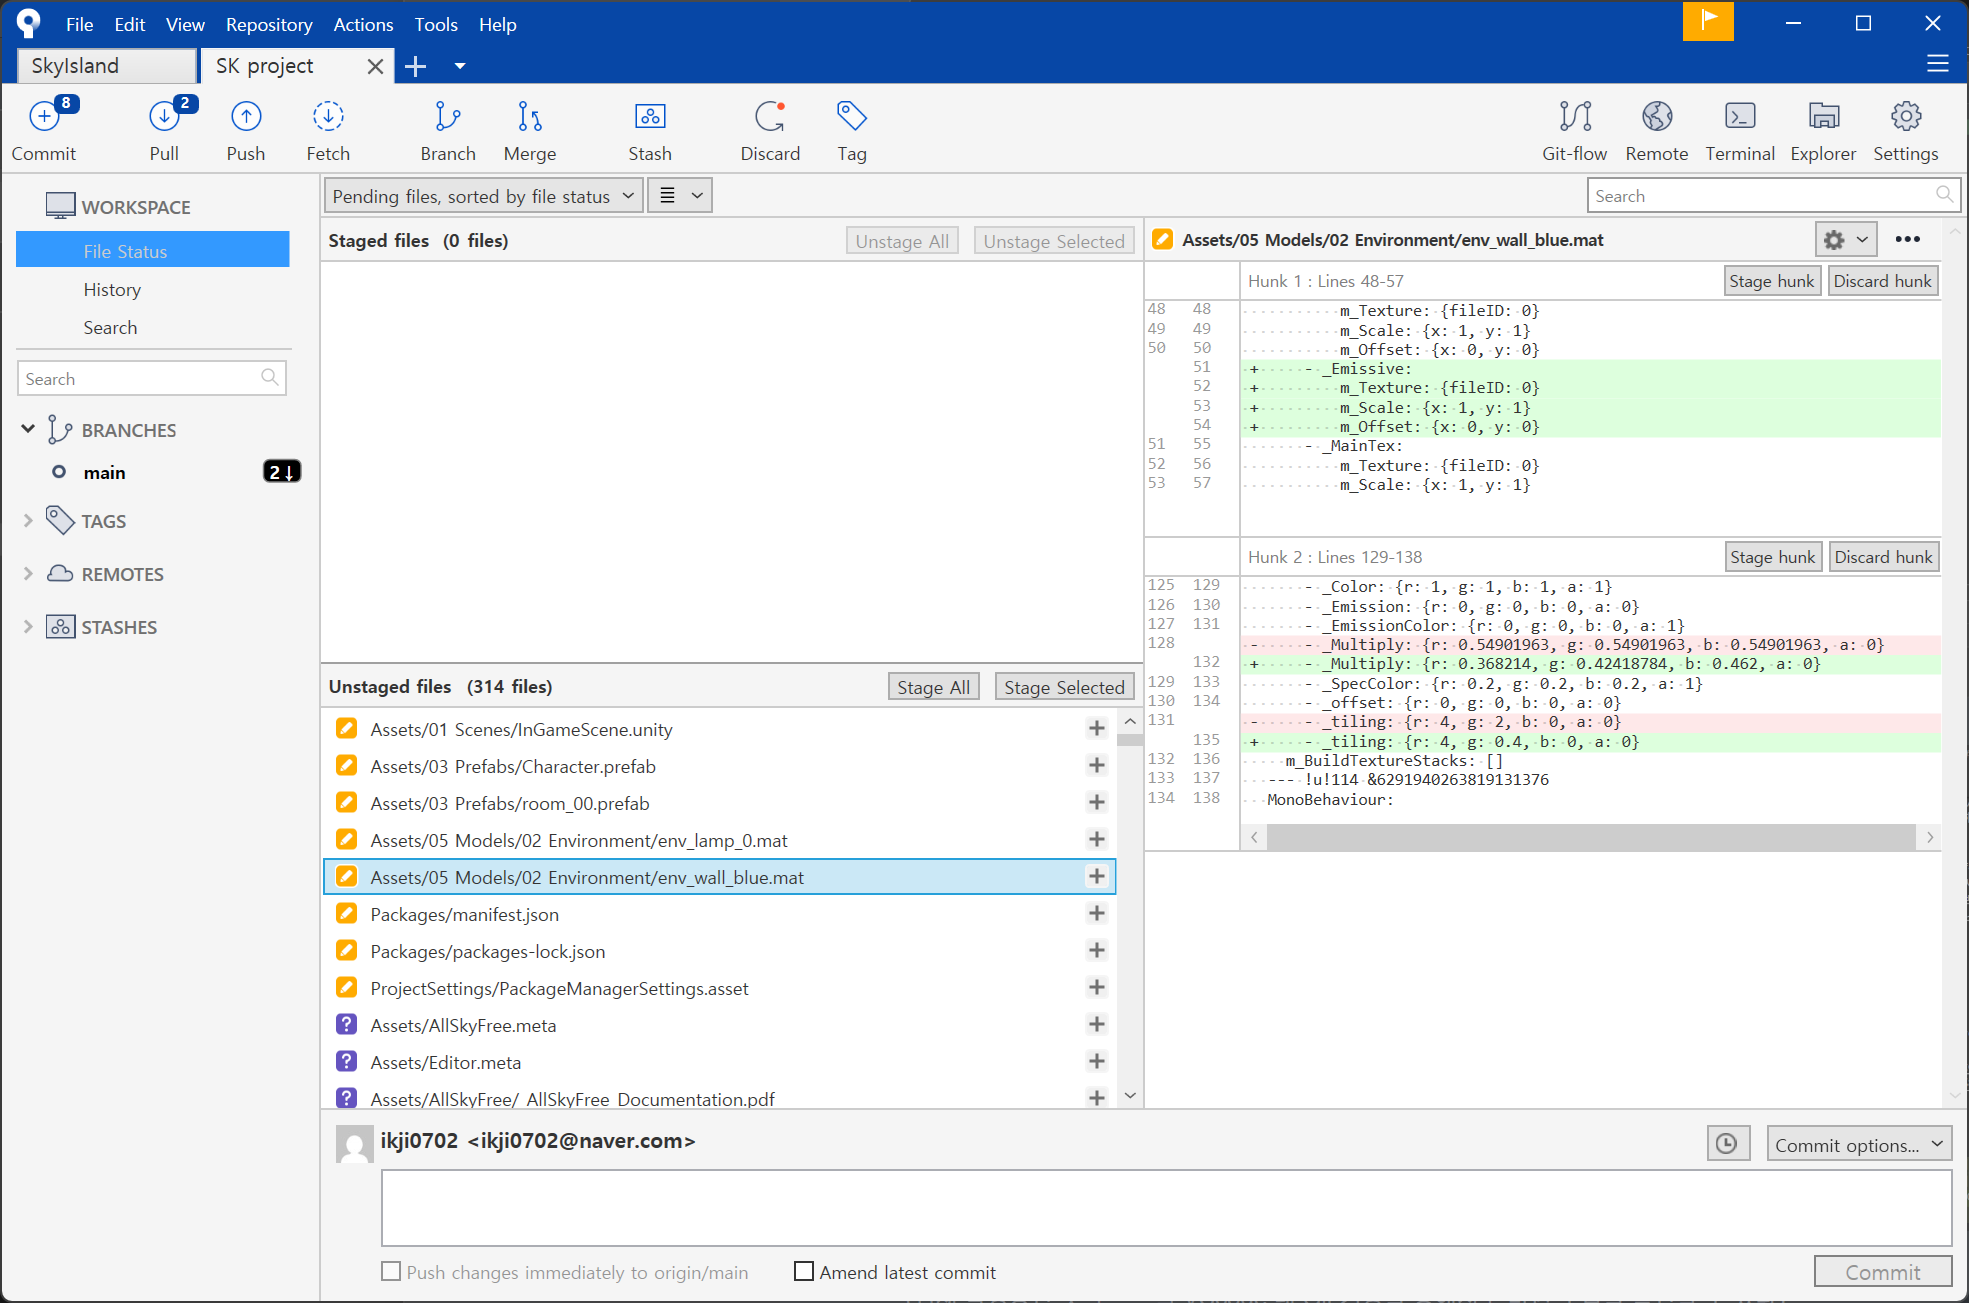 File Edit View Repository Actions Tools Help
SkyIsland
SK project
8
2
Commit Pull Push Fetch Branch Merge Stash Discard Tag Git-flow Remote Terminal Explorer Settings
WORKSPACE
File Status
History
Search
Search
BRANCHES
main 2↓
TAGS
REMOTES
STASHES
Pending files, sorted by file status
Search
Staged files (0 files)
Unstage All Unstage Selected
Unstaged files (314 files)
Stage All Stage Selected
Assets/01 Scenes/InGameScene.unity
Assets/03 Prefabs/Character.prefab
Assets/03 Prefabs/room_00.prefab
Assets/05 Models/02 Environment/env_lamp_0.mat
Assets/05 Models/02 Environment/env_wall_blue.mat
Packages/manifest.json
Packages/packages-lock.json
ProjectSettings/PackageManagerSettings.asset
Assets/AllSkyFree.meta
Assets/Editor.meta
Assets/AllSkyFree/ AllSkyFree Documentation.pdf
Assets/05 Models/02 Environment/env_wall_blue.mat
Hunk 1 : Lines 48-57
Stage hunk Discard hunk
48 48 m_Texture: {fileID: 0}
49 49 m_Scale: {x: 1, y: 1}
50 50 m_Offset: {x: 0, y: 0}
51 + - _Emissive:
52 + m_Texture: {fileID: 0}
53 + m_Scale: {x: 1, y: 1}
54 + m_Offset: {x: 0, y: 0}
51 55 - _MainTex:
52 56 m_Texture: {fileID: 0}
53 57 m_Scale: {x: 1, y: 1}
Hunk 2 : Lines 129-138
Stage hunk Discard hunk
125 129 - _Color: {r: 1, g: 1, b: 1, a: 1}
126 130 - _Emission: {r: 0, g: 0, b: 0, a: 0}
127 131 - _EmissionColor: {r: 0, g: 0, b: 0, a: 1}
128 - - _Multiply: {r: 0.54901963, g: 0.54901963, b: 0.54901963, a: 0}
132 + - _Multiply: {r: 0.368214, g: 0.42418784, b: 0.462, a: 0}
129 133 - _SpecColor: {r: 0.2, g: 0.2, b: 0.2, a: 1}
130 134 - _offset: {r: 0, g: 0, b: 0, a: 0}
131 - - _tiling: {r: 4, g: 2, b: 0, a: 0}
135 + - _tiling: {r: 4, g: 0.4, b: 0, a: 0}
132 136 m_BuildTextureStacks: []
133 137 --- !u!114 &6291940263819131376
134 138 MonoBehaviour:
ikji0702 <ikji0702@naver.com>
Commit options...
Push changes immediately to origin/main
Amend latest commit
Commit